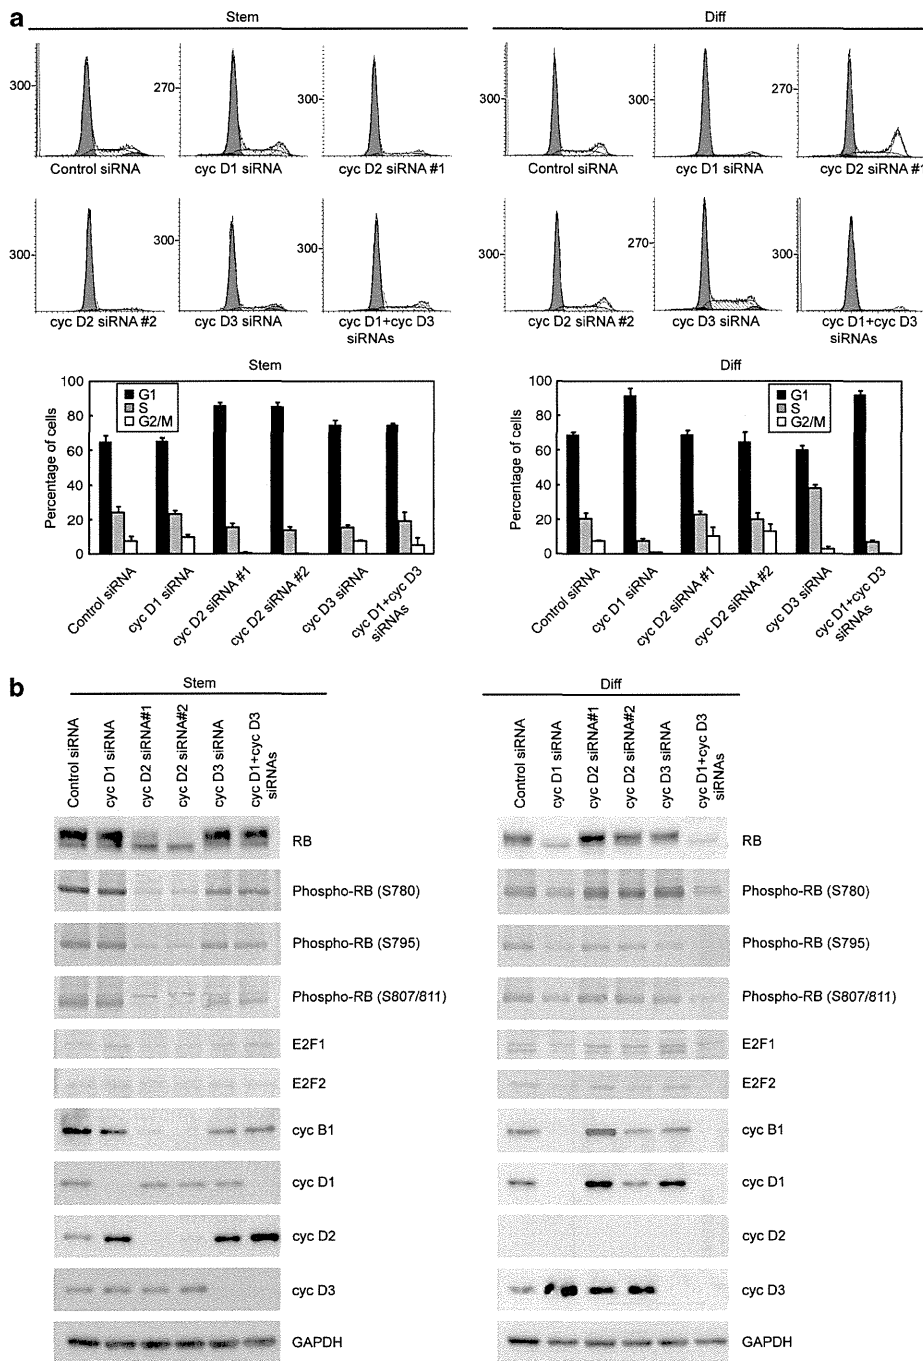 a
Stem
Diff
300
270
300
300
300
270
Control siRNA
cyc D1 siRNA
cyc D2 siRNA #1
Control siRNA
cyc D1 siRNA
cyc D2 siRNA #1
300
300
300
300
270
300
cyc D2 siRNA #2
cyc D3 siRNA
cyc D1+cyc D3
siRNAs
cyc D2 siRNA #2
cyc D3 siRNA
cyc D1+cyc D3
siRNAs
Stem
Percentage of cells
100
80
60
40
20
0
G1
S
G2/M
Control siRNA
cyc D1 siRNA
cyc D2 siRNA #1
cyc D2 siRNA #2
cyc D3 siRNA
cyc D1+cyc D3
siRNAs
Diff
Percentage of cells
100
80
60
40
20
0
G1
S
G2/M
Control siRNA
cyc D1 siRNA
cyc D2 siRNA #1
cyc D2 siRNA #2
cyc D3 siRNA
cyc D1+cyc D3
siRNAs
b
Stem
Control siRNA
cyc D1 siRNA
cyc D2 siRNA#1
cyc D2 siRNA#2
cyc D3 siRNA
cyc D1+cyc D3
siRNAs
RB
Phospho-RB (S780)
Phospho-RB (S795)
Phospho-RB (S807/811)
E2F1
E2F2
cyc B1
cyc D1
cyc D2
cyc D3
GAPDH
Diff
Control siRNA
cyc D1 siRNA
cyc D2 siRNA#1
cyc D2 siRNA#2
cyc D3 siRNA
cyc D1+cyc D3
siRNAs
RB
Phospho-RB (S780)
Phospho-RB (S795)
Phospho-RB (S807/811)
E2F1
E2F2
cyc B1
cyc D1
cyc D2
cyc D3
GAPDH